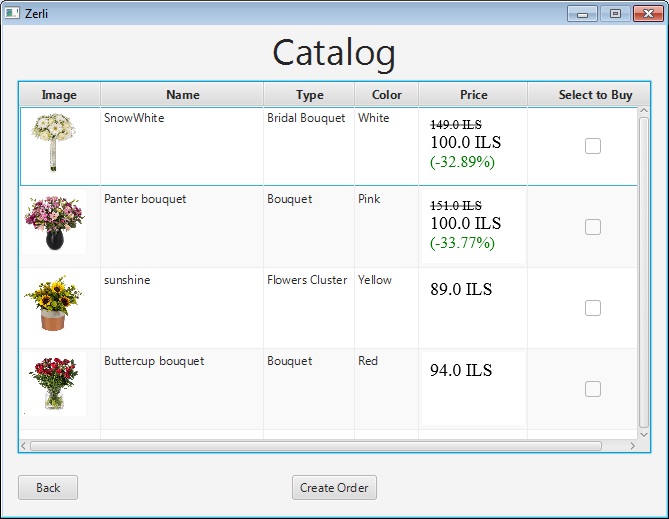 Zerli
Catalog
Image Name Type Color Price Select to Buy
SnowWhite Bridal Bouquet White 149.0 ILS
100.0 ILS
(-32.89%)
Panter bouquet Bouquet Pink 151.0 ILS
100.0 ILS
(-33.77%)
sunshine Flowers Cluster Yellow 89.0 ILS
Buttercup bouquet Bouquet Red 94.0 ILS
Back Create Order